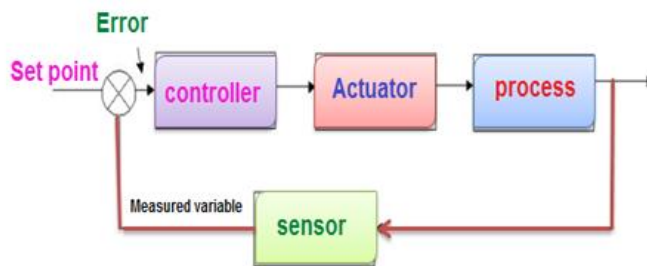 Error
Set point
controller
Actuator
process
Measured variable
sensor